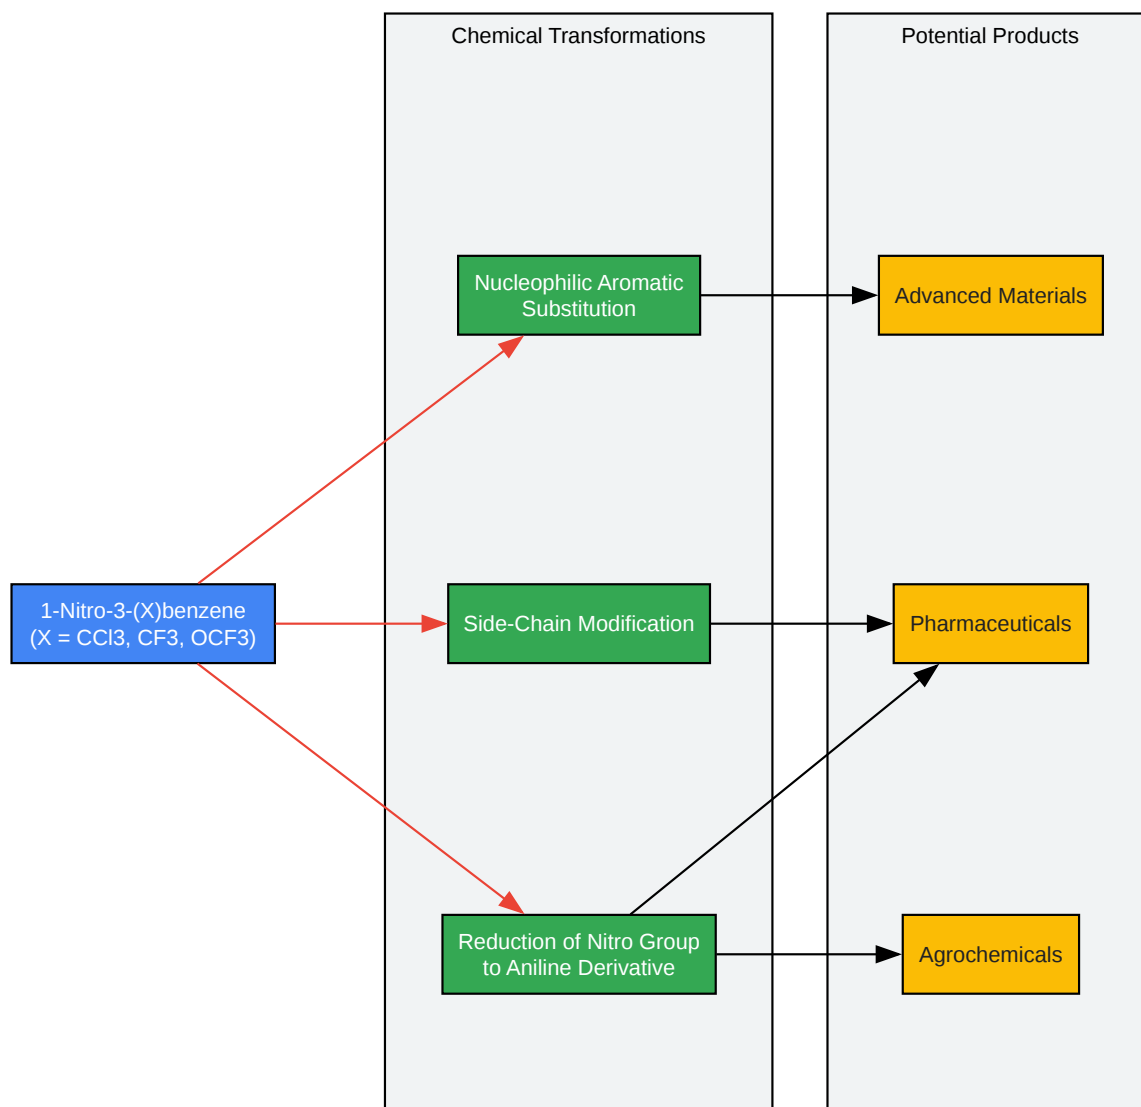 Chemical Transformations
Potential Products
Nucleophilic Aromatic
Substitution
Advanced Materials
1-Nitro-3-(X)benzene
(X = CCl3, CF3, OCF3)
Side-Chain Modification
Pharmaceuticals
Reduction of Nitro Group
to Aniline Derivative
Agrochemicals